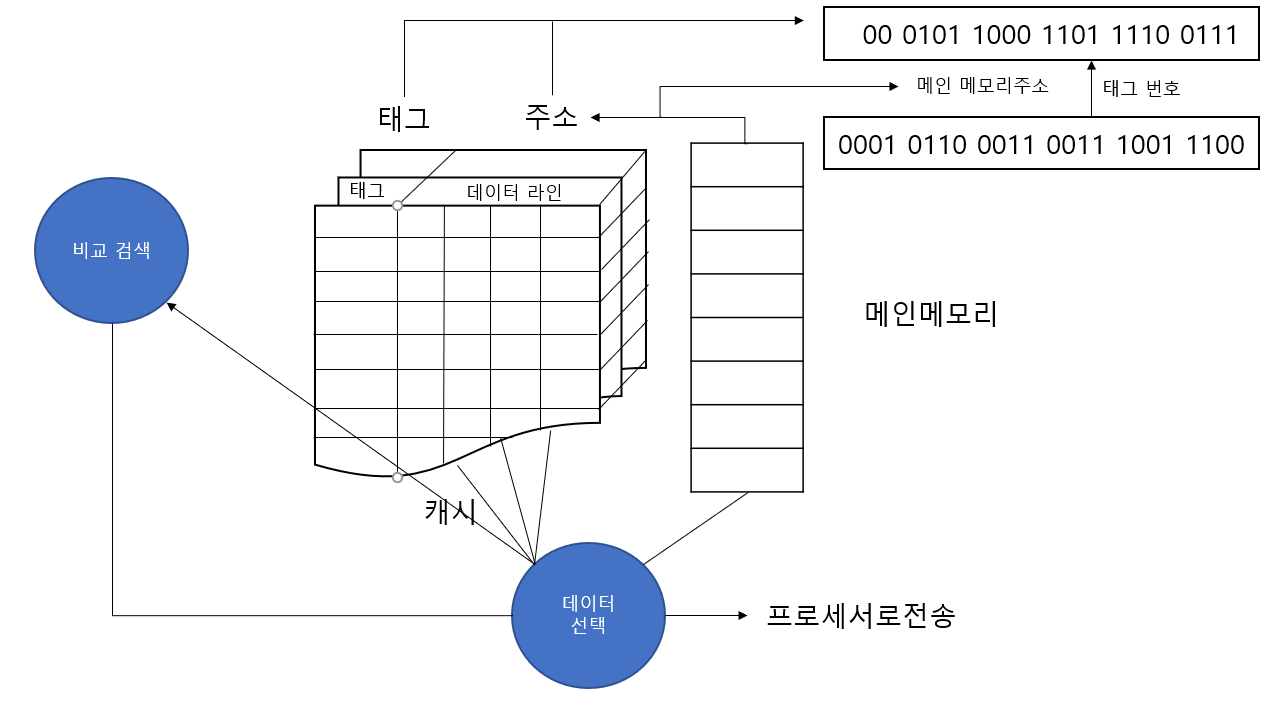 00 0101 1000 1101 1110 0111
메인 메모리주소
태그 번호
태그
주소
0001 0110 0011 0011 1001 1100
태그
데이터 라인
비교 검색
메인메모리
캐시
데이터
선택
프로세서로전송